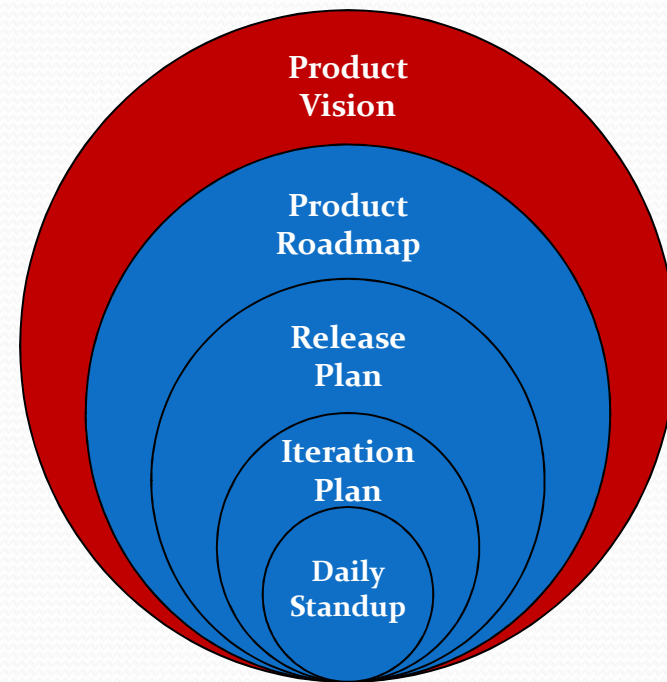 Product
Vision
Product
Roadmap
Release
Plan
Iteration
Plan
Daily
Standup